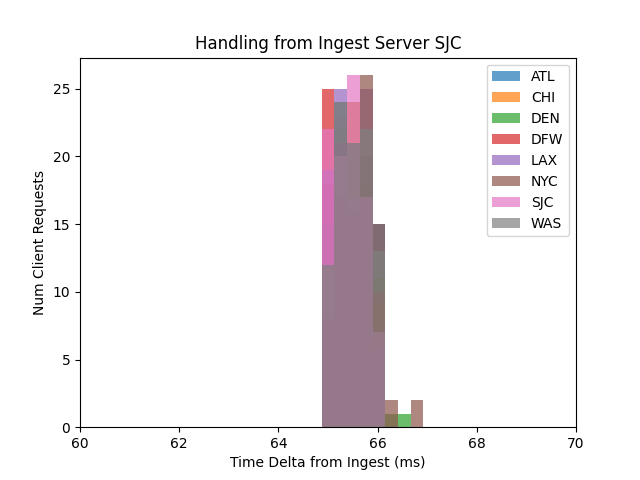 Handling from Ingest Server SJC
Num Client Requests
25
20
15
10
5
0
60
62
64
66
68
70
Time Delta from Ingest (ms)
ATL
CHI
DEN
DFW
LAX
NYC
SJC
WAS